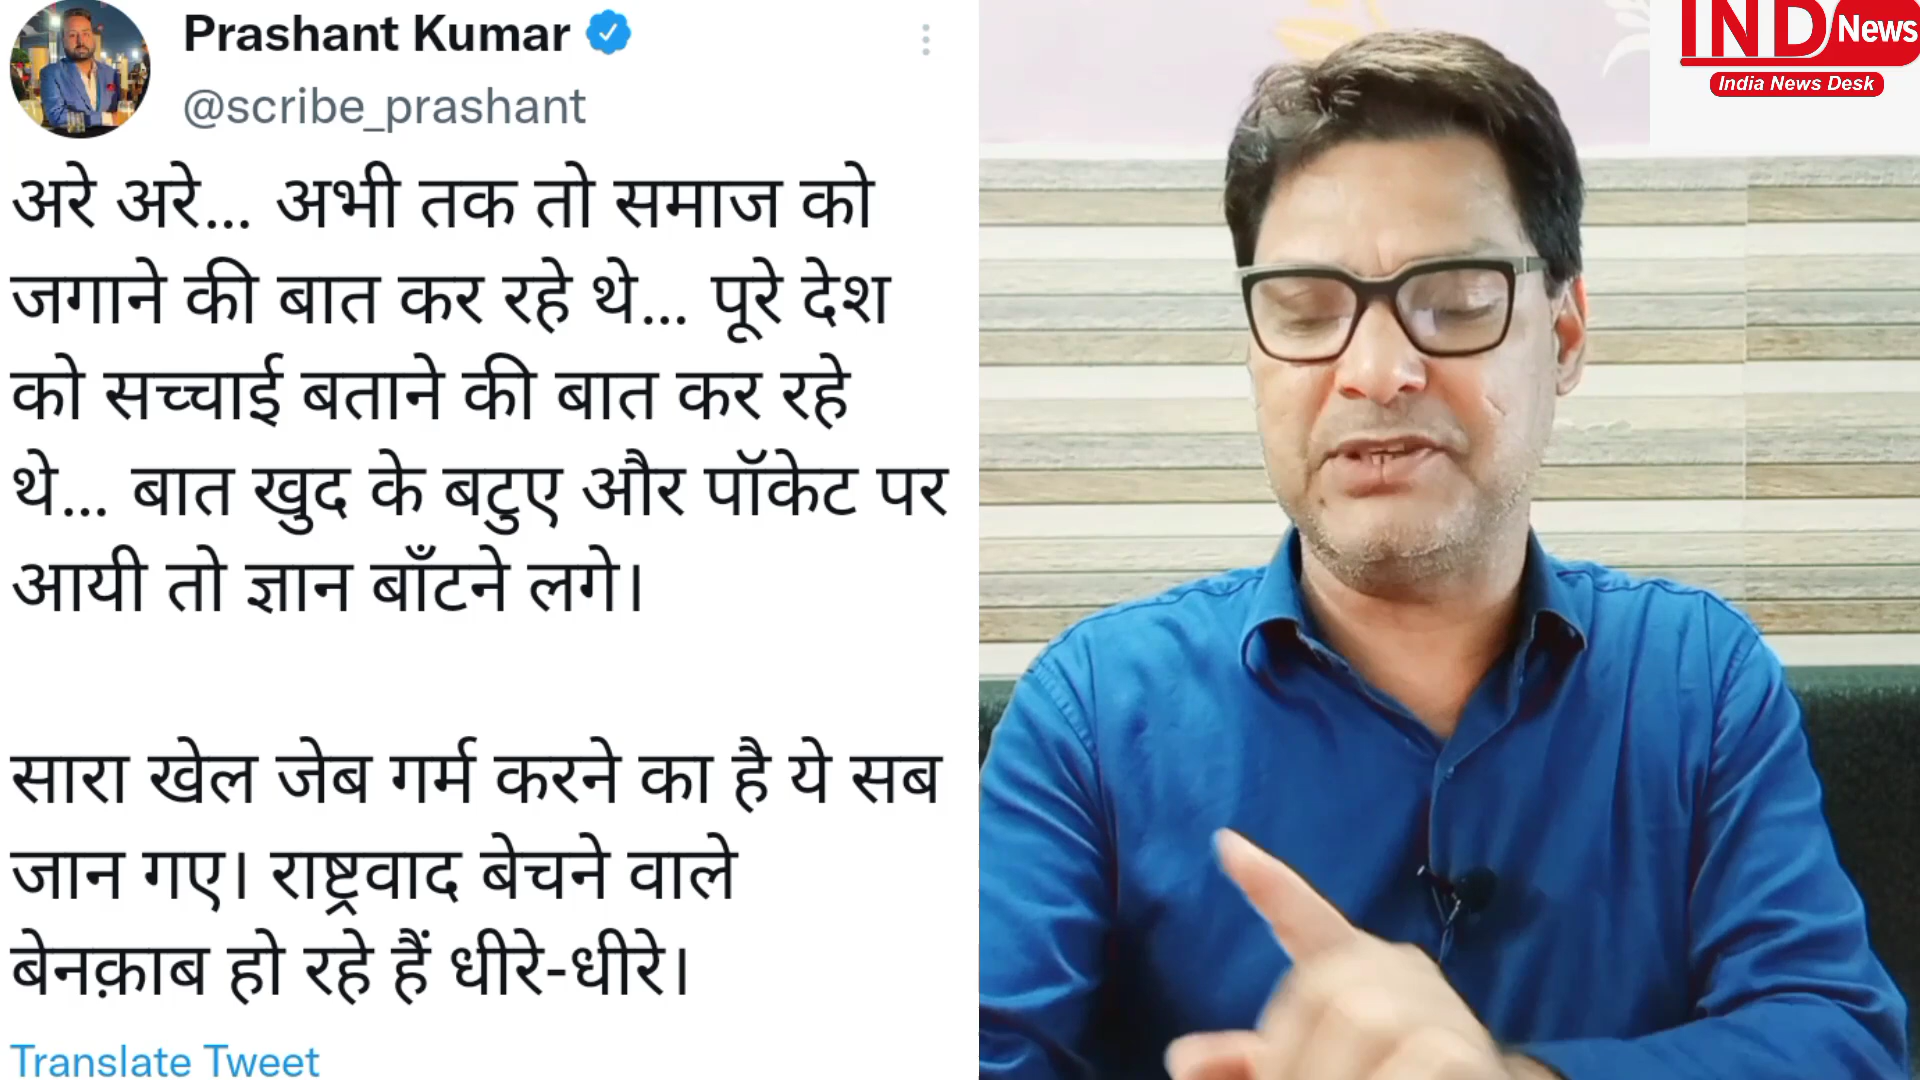 Prashant Kumar
@scribe_prashant
अरे अरे... अभी तक तो समाज को
जगाने की बात कर रहे थे... पूरे देश
को सच्चाई बताने की बात कर रहे
थे... बात खुद के बटुए और पॉकेट पर
आयी तो ज्ञान बाँटने लगे।
सारा खेल जेब गर्म करने का है ये सब
जान गए। राष्ट्रवाद बेचने वाले
बेनक़ाब हो रहे हैं धीरे-धीरे।
Translate Tweet
IND News
India News Desk